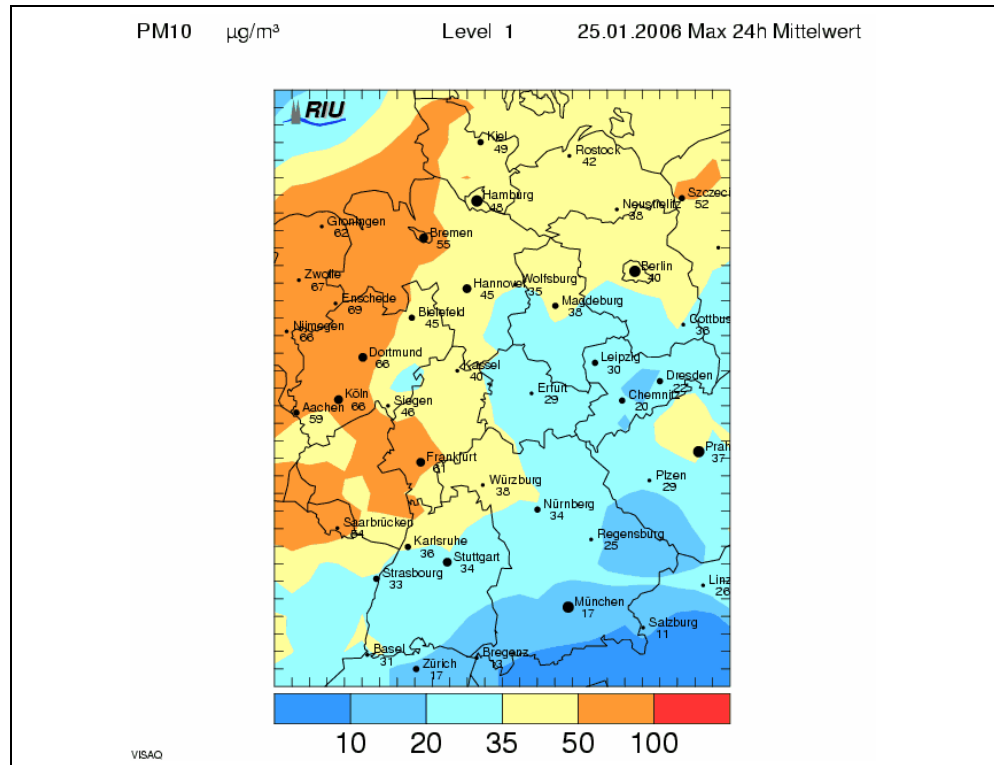 PM10 µg/m³ Level 1 25.01.2006 Max 24h Mittelwert
RIU
Kiel
49
Rostock
42
Hamburg
48
Neustielitz
38
Szczeci
52
Groningen
62
Bremen
55
Berlin
40
Zwolle
67
Hannover
45
Wolfsburg
35
Enschede
69
Magdeburg
38
Bielefeld
45
Cottbus
36
Nijmegen
66
Dortmund
66
Kassel
40
Leipzig
30
Dresden
22
Köln
66
Siegen
46
Erfurt
29
Chemnitz
20
Aachen
59
Frankfurt
61
Prah
37
Würzburg
38
Plzen
29
Nürnberg
34
Saarbrücken
54
Regensburg
25
Karlsruhe
36
Stuttgart
34
Strasbourg
33
Linz
26
München
17
Salzburg
11
Basel
31
Zürich
17
Bregenz
13
10 20 35 50 100
VISAQ